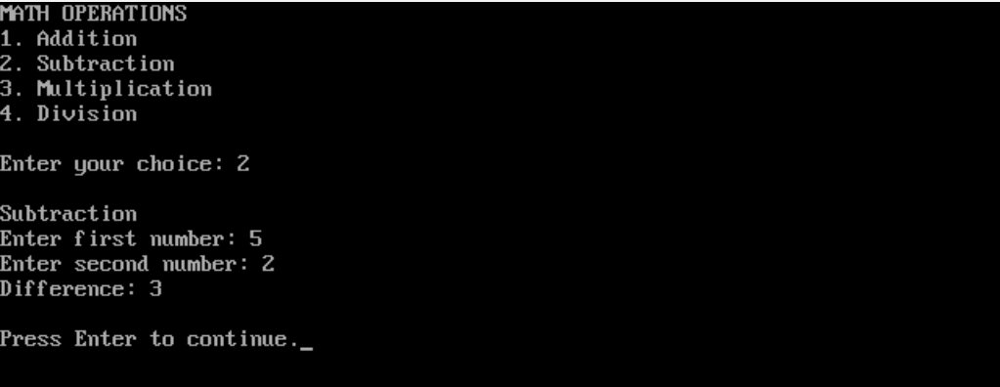 MATH OPERATIONS
1. Addition
2. Subtraction
3. Multiplication
4. Division
Enter your choice: 2
Subtraction
Enter first number: 5
Enter second number: 2
Difference: 3
Press Enter to continue._